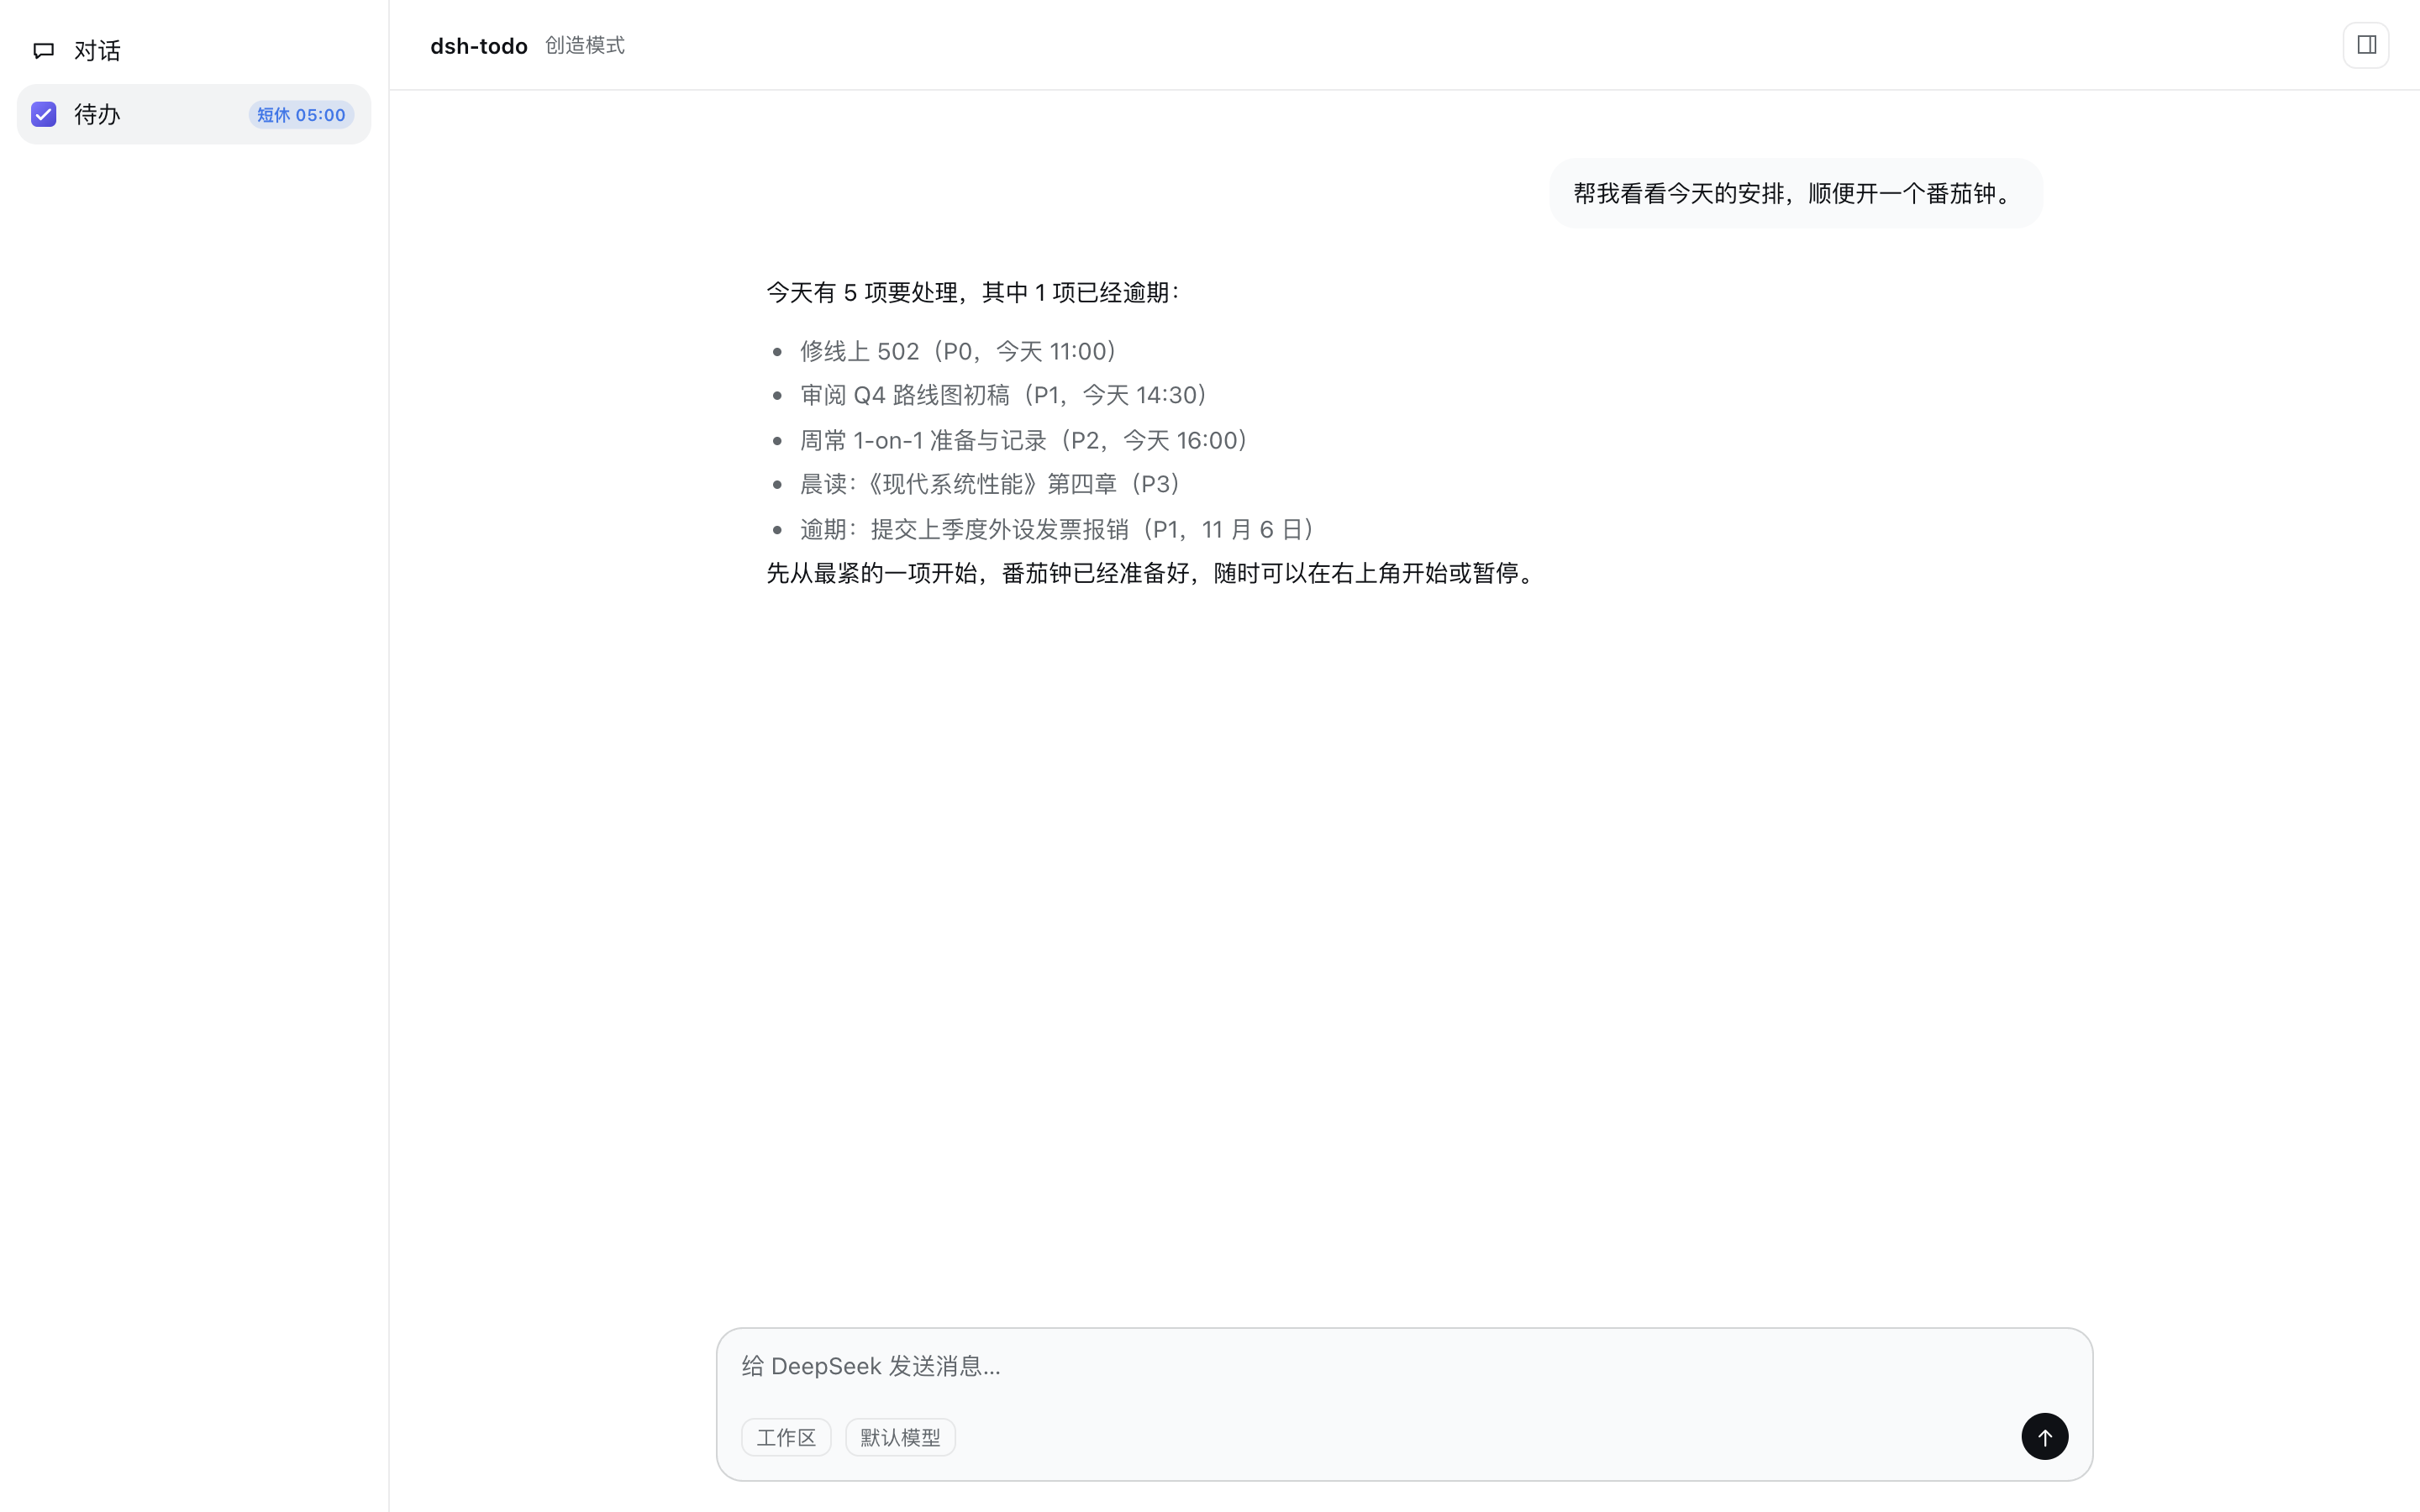 对话
待办 短休 05:00
dsh-todo 创造模式
帮我看看今天的安排，顺便开一个番茄钟。
今天有 5 项要处理，其中 1 项已经逾期：
• 修线上 502（P0，今天 11:00）
• 审阅 Q4 路线图初稿（P1，今天 14:30）
• 周常 1-on-1 准备与记录（P2，今天 16:00）
• 晨读：《现代系统性能》第四章（P3）
• 逾期：提交上季度外设发票报销（P1，11 月 6 日）
先从最紧的一项开始，番茄钟已经准备好，随时可以在右上角开始或暂停。
给 DeepSeek 发送消息...
工作区 默认模型